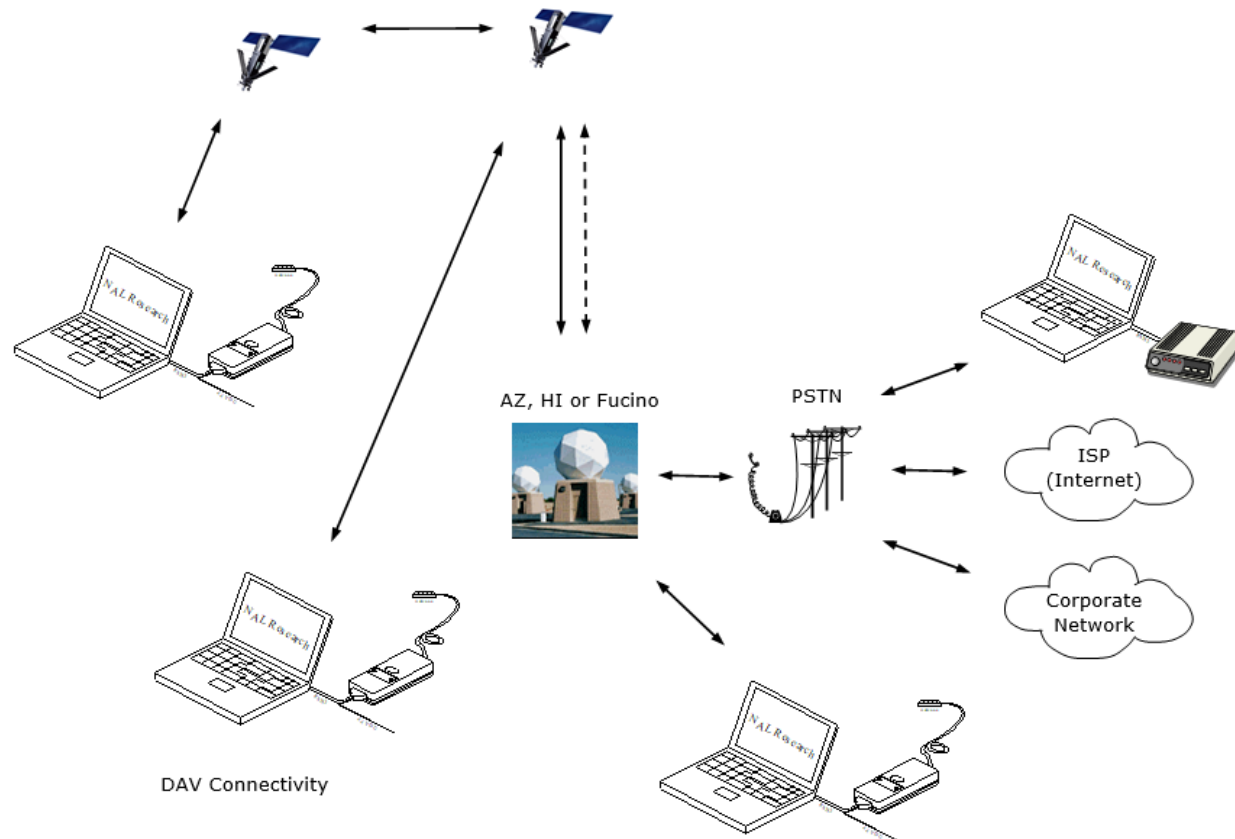 NAL Research
NAL Research
AZ, HI or Fucino
PSTN
ISP
(Internet)
NAL Research
Corporate
Network
NAL Research
DAV Connectivity